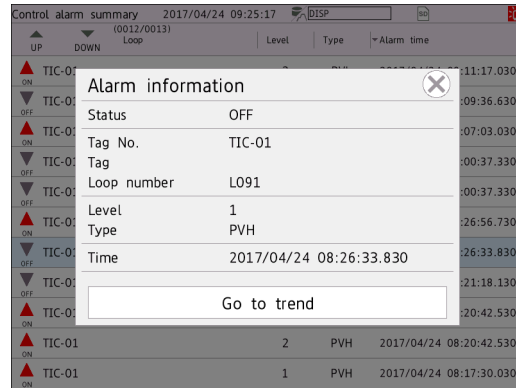 Control alarm summary 2017/04/24 09:25:17 DISP
UP DOWN (0012/0013) Loop Level Type Alarm time
ON TIC-01 :11:17.030
Alarm information
OFF TIC-01 :09:36.630
Status OFF
ON TIC-01 :07:03.030
Tag No. TIC-01
Tag
OFF TIC-01 :00:37.330
Loop number L091
OFF TIC-01 :00:37.330
Level 1
Type PVH
ON TIC-01 :26:56.730
Time 2017/04/24 08:26:33.830
OFF TIC-01 :26:33.830
OFF TIC-01 :21:18.130
Go to trend
ON TIC-01 :20:42.530
ON TIC-01 2 PVH 2017/04/24 08:20:42.530
ON TIC-01 1 PVH 2017/04/24 08:17:30.030